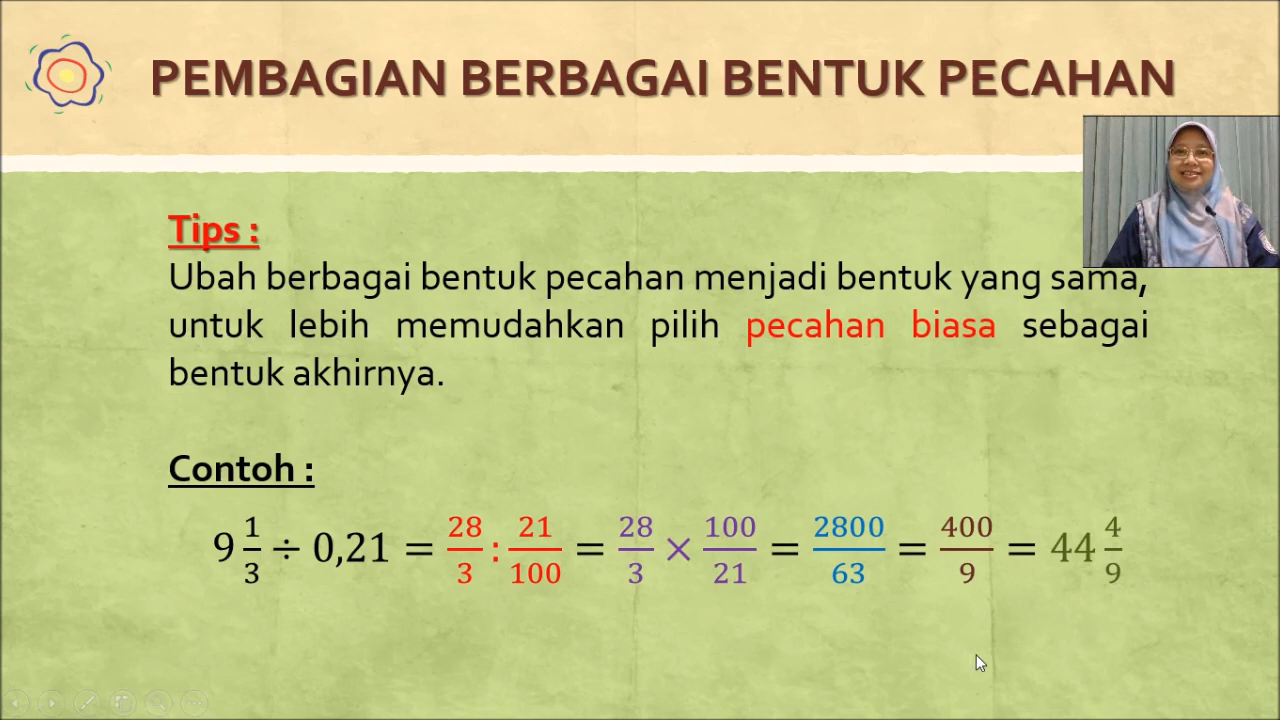 PEMBAGIAN BERBAGAI BENTUK PECAHAN
Tips :
Ubah berbagai bentuk pecahan menjadi bentuk yang sama,
untuk lebih memudahkan pilih pecahan biasa sebagai
bentuk akhirnya.
Contoh :
9 1/3 ÷ 0,21 = 28/3 : 21/100 = 28/3 × 100/21 = 2800/63 = 400/9 = 44 4/9